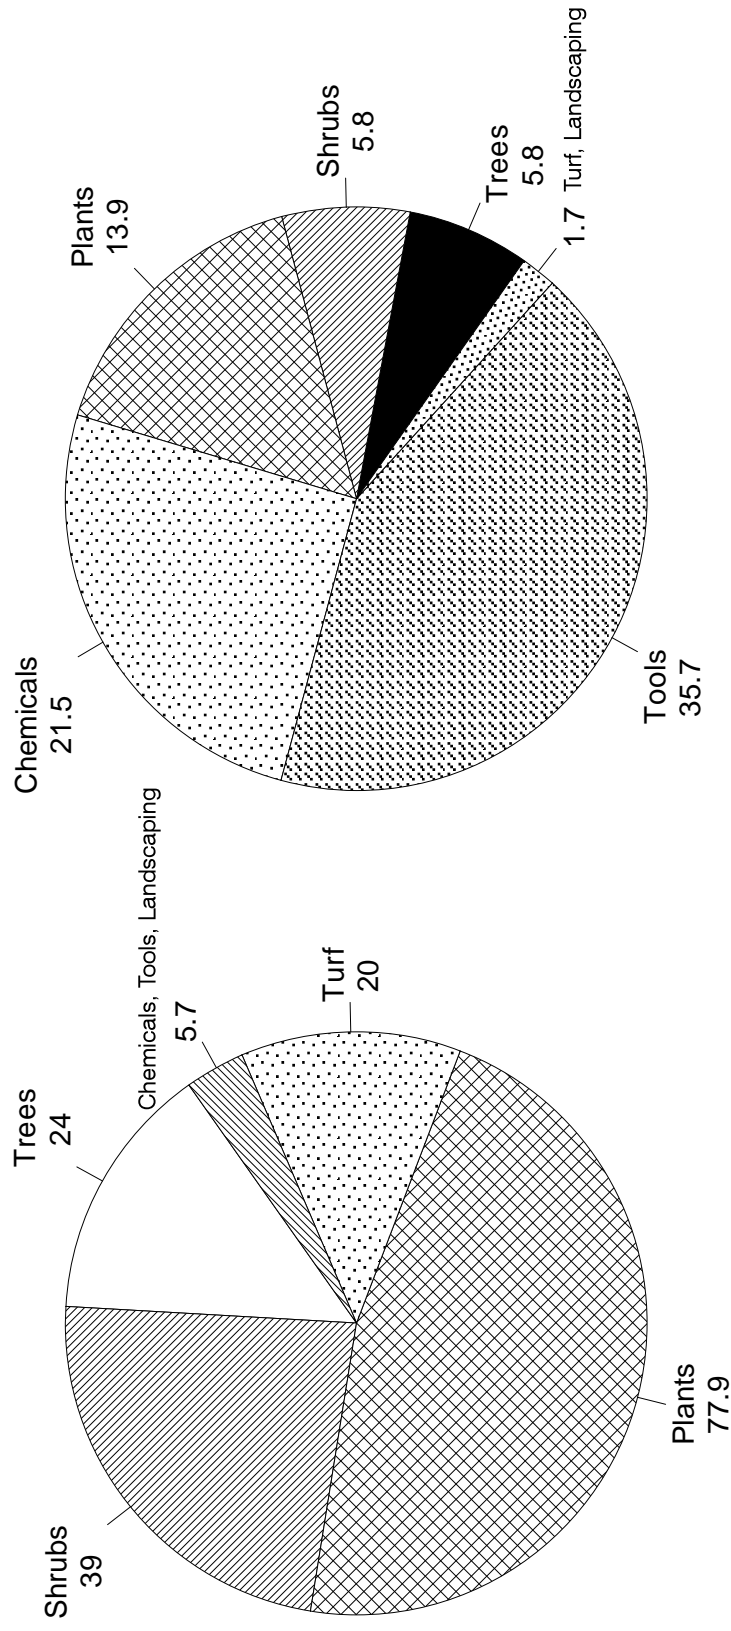 Trees
24
Chemicals, Tools, Landscaping
5.7
Turf
20
Shrubs
39
Plants
77.9
Plants
13.9
Shrubs
5.8
Trees
5.8
1.7 Turf, Landscaping
Chemicals
21.5
Tools
35.7